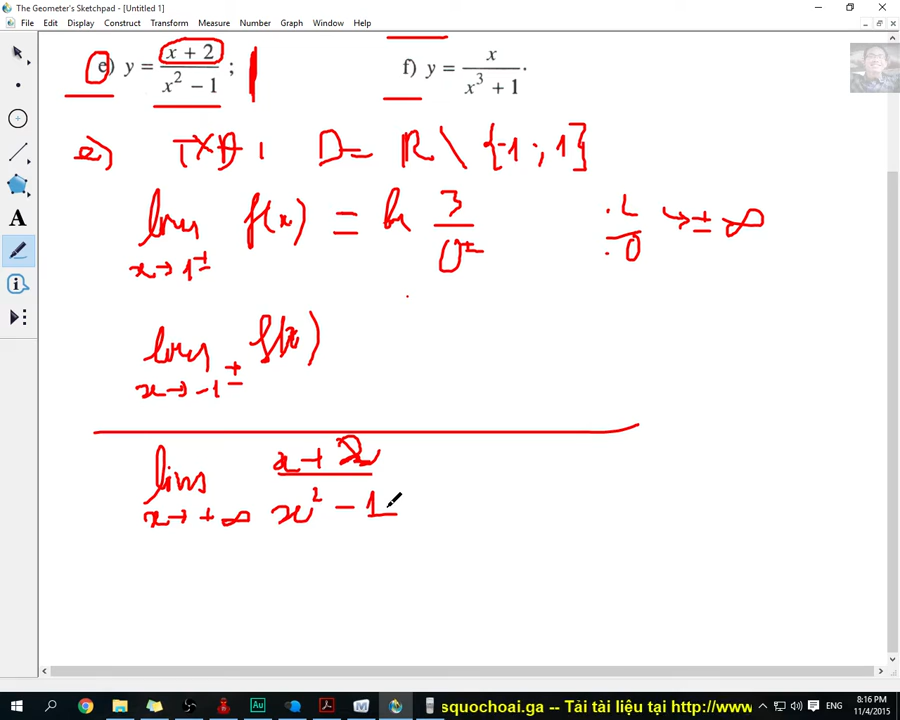 The Geometer's Sketchpad - [Untitled 1]
File Edit Display Construct Transform Measure Number Graph Window Help
e) y = (x + 2)/(x² − 1) ; f) y = x/(x³ + 1) .
e) TXĐ : D = R \ {-1 ; 1}
lim x→1± f(x) = 3/0± L/0 → ± ∞
lim x→ -1± f(x)
lim x→ +∞ (x + 2)/(x² − 1)
squochoai.ga -- Tải tài liệu tại http://www
8:16 PM
11/4/2015